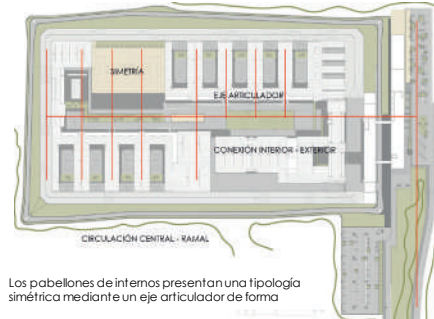 SIMETRÍA
EJE ARTICULADOR
CONEXIÓN INTERIOR - EXTERIOR
CIRCULACIÓN CENTRAL - RAMAL
Los pabellones de internos presentan una tipología
simétrica mediante un eje articulador de forma